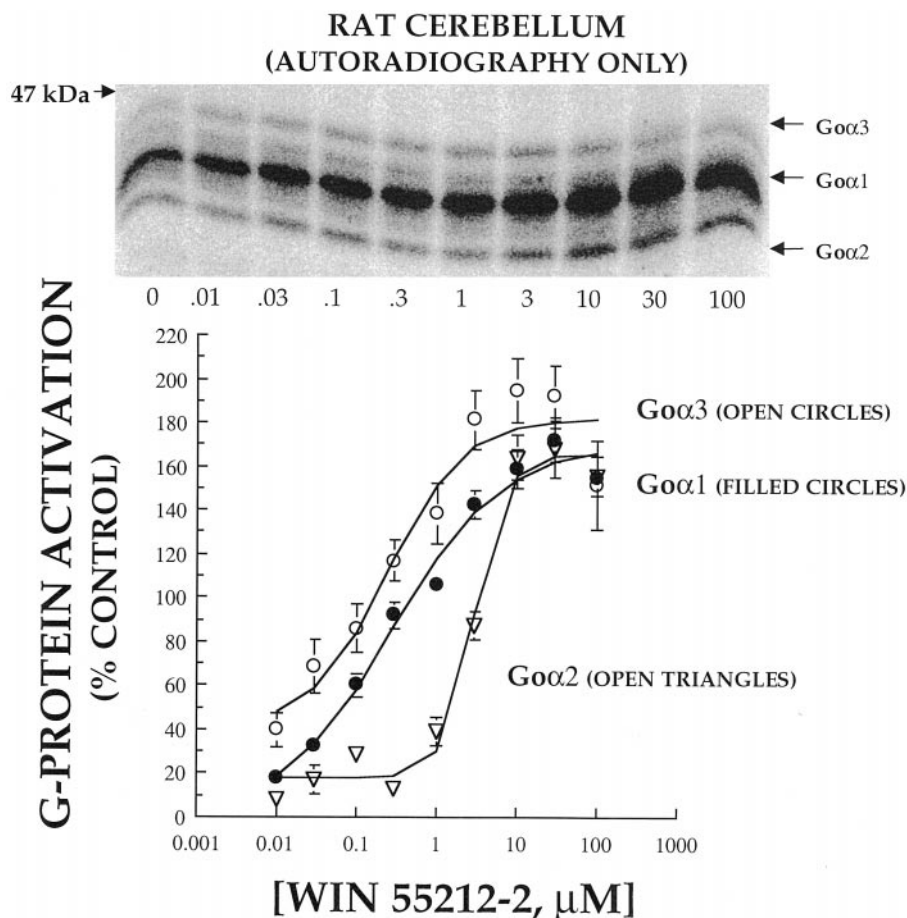 RAT CEREBELLUM
(AUTORADIOGRAPHY ONLY)
47 kDa
Goα3
Goα1
Goα2
0 .01 .03 .1 .3 1 3 10 30 100
G-PROTEIN ACTIVATION
(% CONTROL)
220
200
180
160
140
120
100
80
60
40
20
0
Goα3 (OPEN CIRCLES)
Goα1 (FILLED CIRCLES)
Goα2 (OPEN TRIANGLES)
0.001 0.01 0.1 1 10 100 1000
[WIN 55212-2, μM]